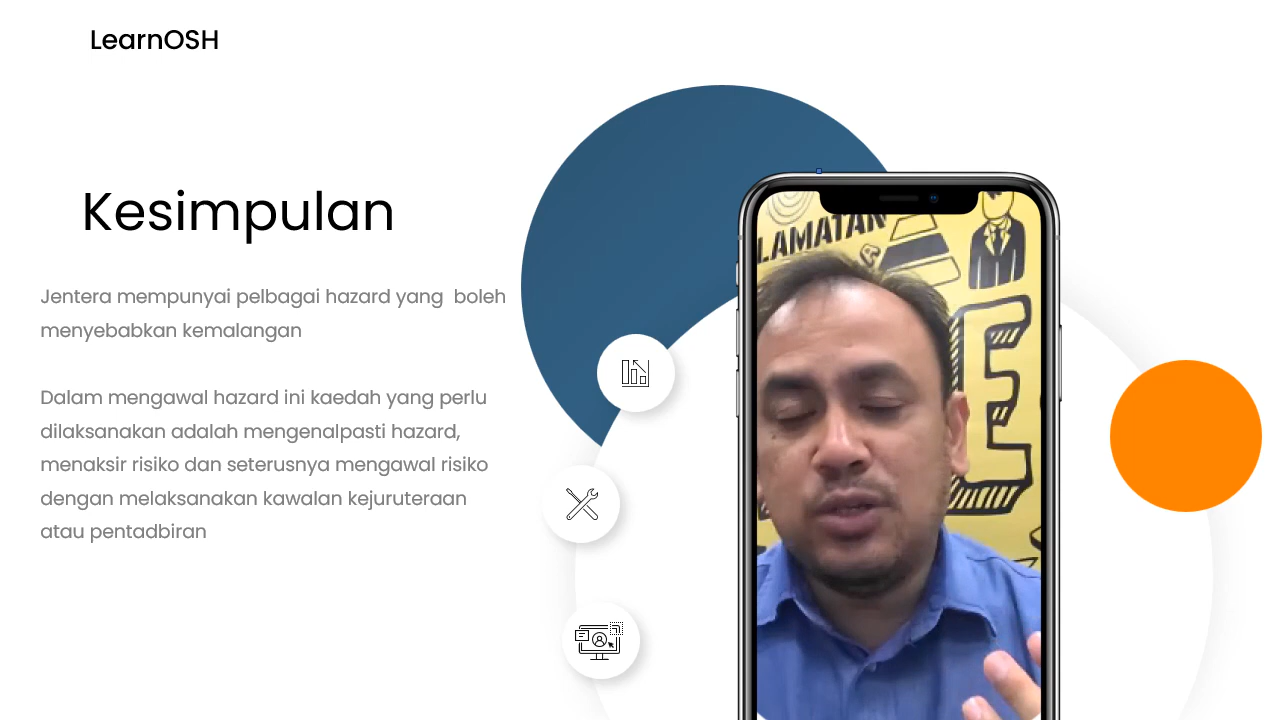 LearnOSH
Kesimpulan
Jentera mempunyai pelbagai hazard yang  boleh
menyebabkan kemalangan
Dalam mengawal hazard ini kaedah yang perlu
dilaksanakan adalah mengenalpasti hazard,
menaksir risiko dan seterusnya mengawal risiko
dengan melaksanakan kawalan kejuruteraan
atau pentadbiran
LAMATAN
&
E